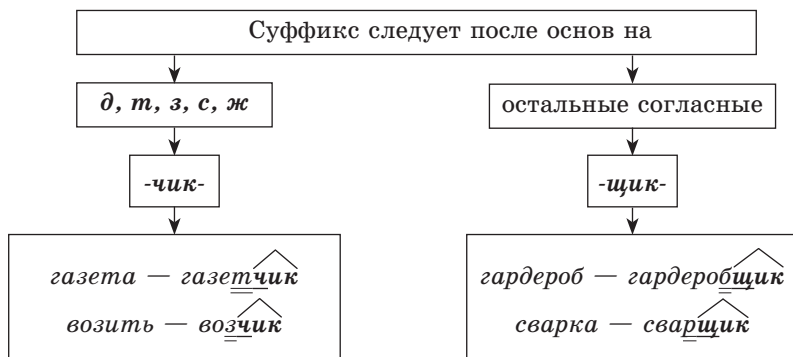 Суффикс следует после основ на
д, т, з, с, ж
остальные согласные
-чик-
-щик-
газета — газетчик
возить — возчик
гардероб — гардеробщик
сварка — сварщик